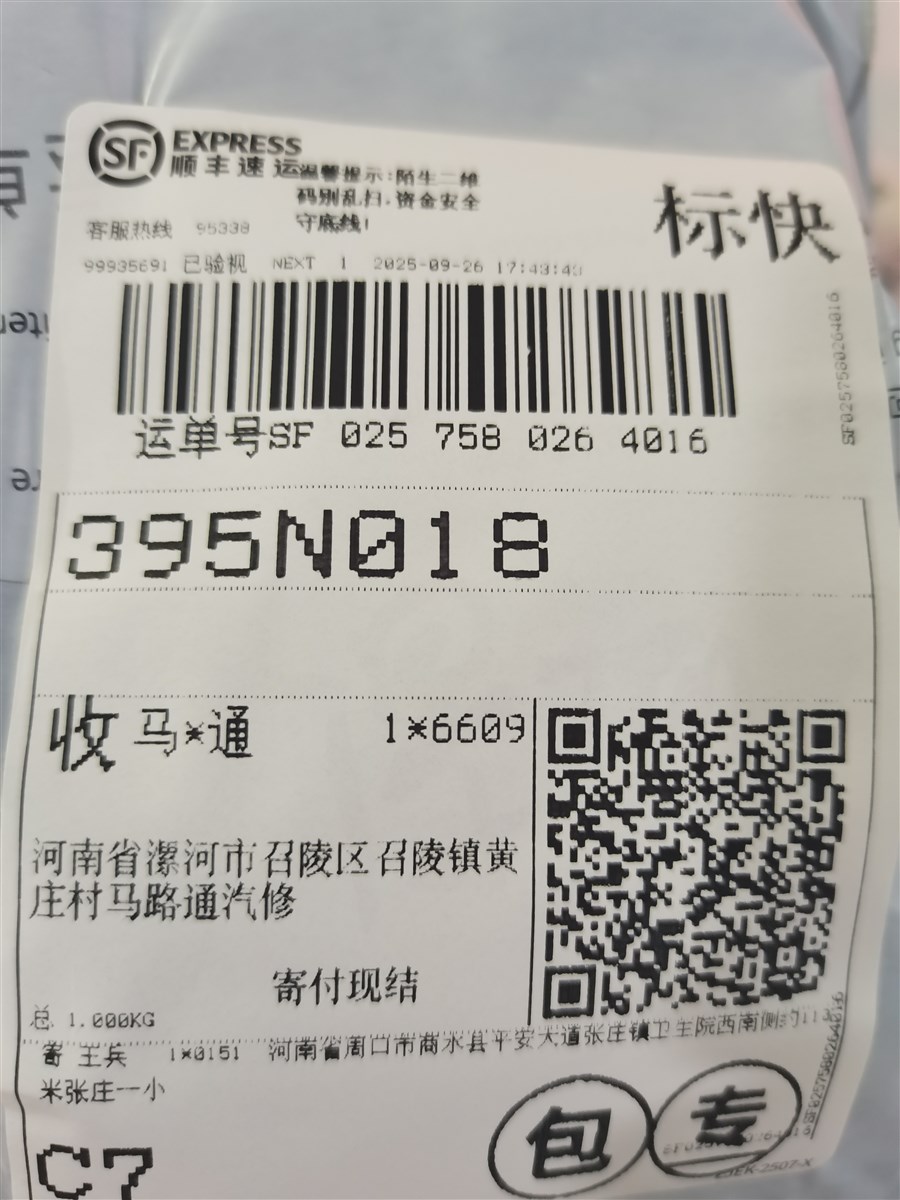 SF EXPRESS
顺丰速运
温馨提示:陌生二维
码别乱扫,资金安全
守底线!
标快
客服热线 95338
99935691 已验视 NEXT 1 2025-09-26 17:43:43
运单号SF 025 758 026 4016
SF0257580264016
395N018
收 马*通 1*6609
河南省漯河市召陵区召陵镇黄
庄村马路通汽修
寄付现结
总 1.000KG
寄 王兵 1*0151 河南省周口市商水县平安大道张庄镇卫生院西南侧约
米张庄一小
SF0257580264016
包 专
C7